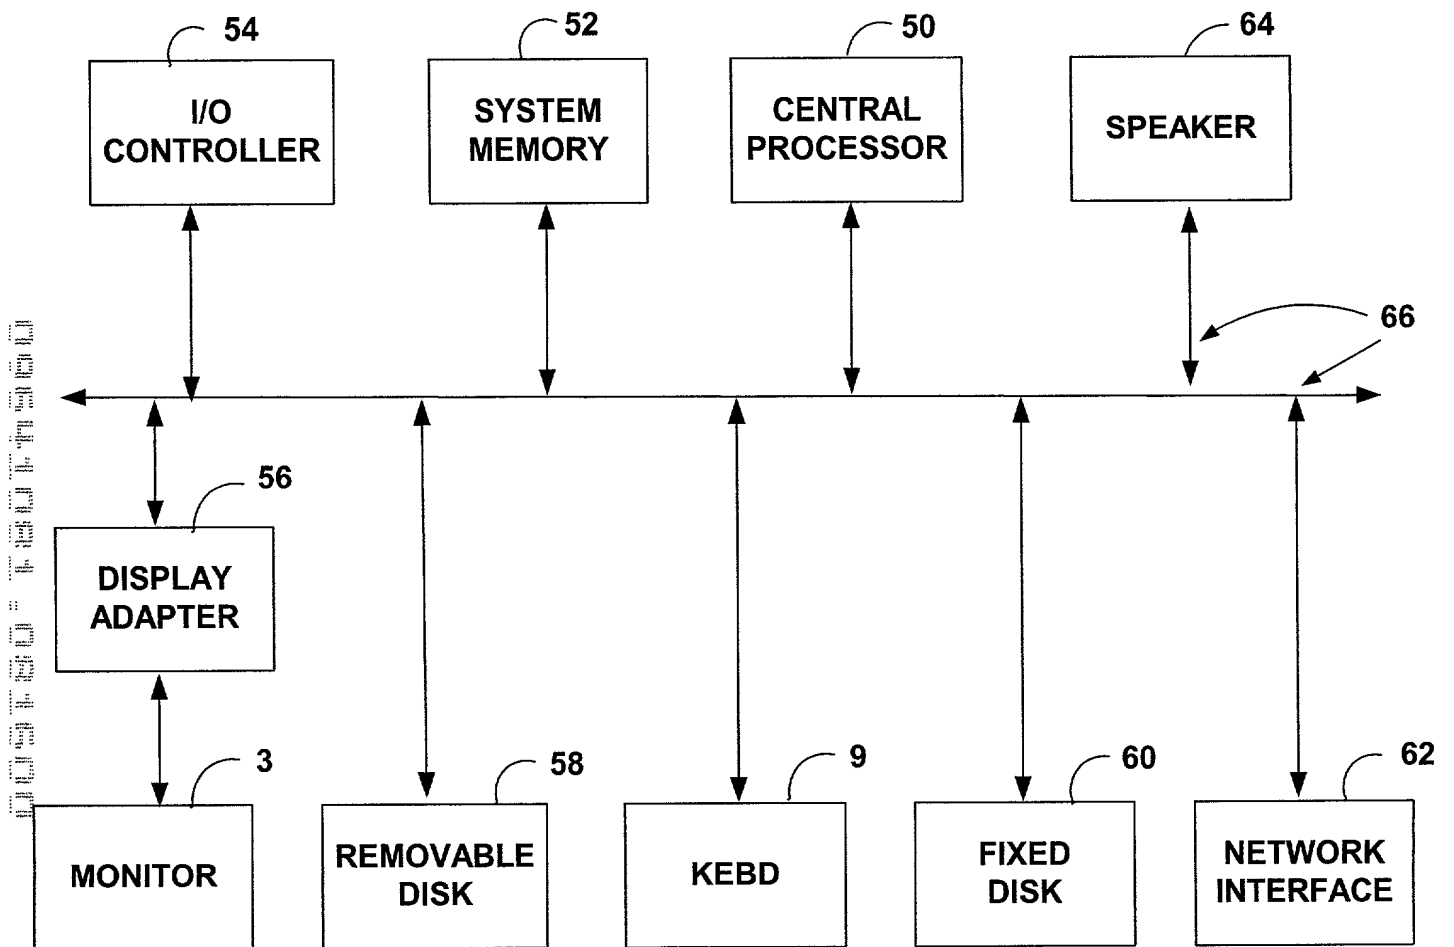 54
52
50
64
I/O
CONTROLLER
SYSTEM
MEMORY
CENTRAL
PROCESSOR
SPEAKER
66
56
DISPLAY
ADAPTER
3
58
9
60
62
MONITOR
REMOVABLE
DISK
KEBD
FIXED
DISK
NETWORK
INTERFACE